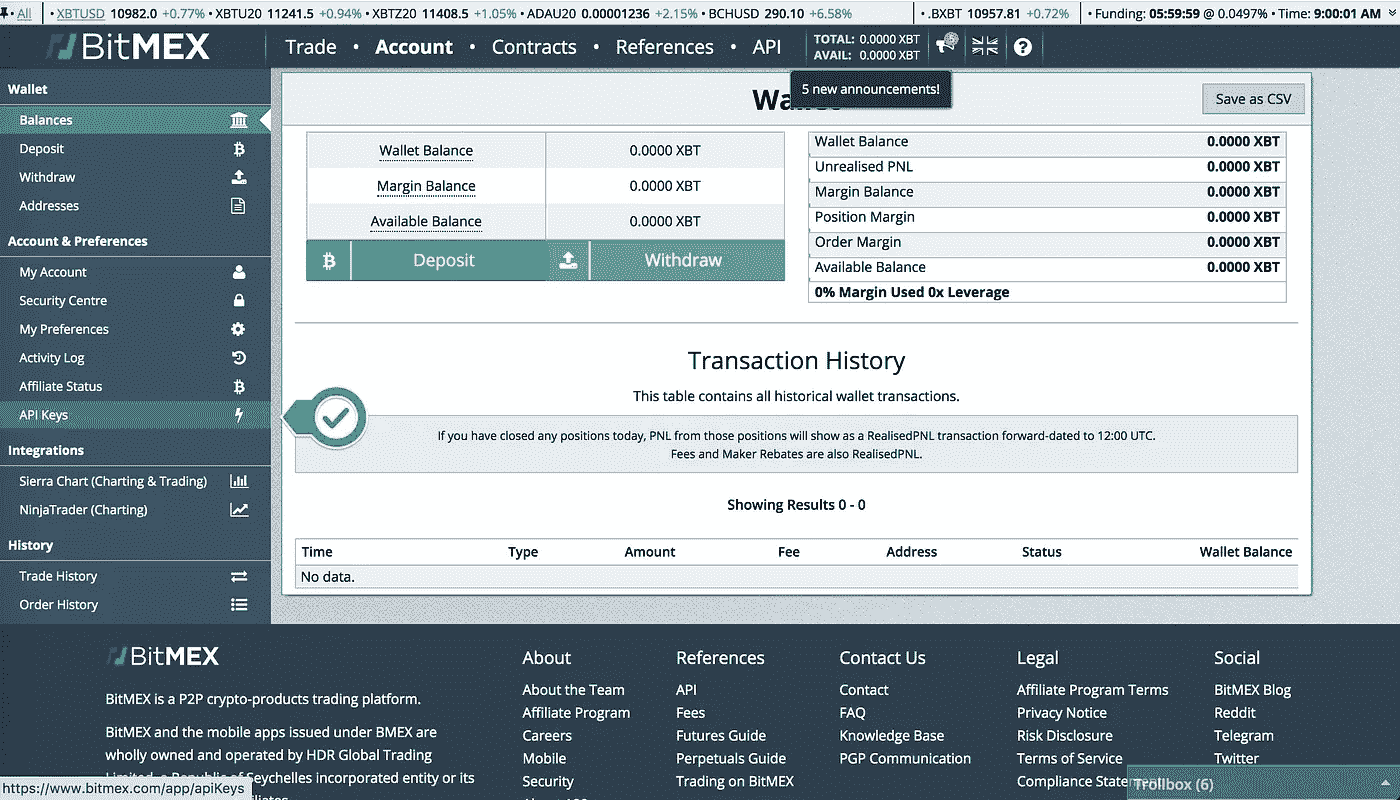 All • XBTUSD 10982.0 +0.77% • XBTU20 11241.5 +0.94% • XBTZ20 11408.5 +1.05% • ADAU20 0.00001236 +2.15% • BCHUSD 290.10 +6.58% • .BXBT 10957.81 +0.72% • Funding: 05:59:59 @ 0.0497% • Time: 9:00:01 AM
BitMEX Trade • Account • Contracts • References • API
TOTAL: 0.0000 XBT
AVAIL: 0.0000 XBT
5 new announcements!
Wallet
Balances
Deposit
Withdraw
Addresses
Account & Preferences
My Account
Security Centre
My Preferences
Activity Log
Affiliate Status
API Keys
Integrations
Sierra Chart (Charting & Trading)
NinjaTrader (Charting)
History
Trade History
Order History
Save as CSV
Wallet Balance 0.0000 XBT
Margin Balance 0.0000 XBT
Available Balance 0.0000 XBT
Deposit Withdraw
Wallet Balance 0.0000 XBT
Unrealised PNL 0.0000 XBT
Margin Balance 0.0000 XBT
Position Margin 0.0000 XBT
Order Margin 0.0000 XBT
Available Balance 0.0000 XBT
0% Margin Used 0x Leverage
Transaction History
This table contains all historical wallet transactions.
If you have closed any positions today, PNL from those positions will show as a RealisedPNL transaction forward-dated to 12:00 UTC.
Fees and Maker Rebates are also RealisedPNL.
Showing Results 0 - 0
Time Type Amount Fee Address Status Wallet Balance
No data.
BitMEX
BitMEX is a P2P crypto-products trading platform.
BitMEX and the mobile apps issued under BMEX are
wholly owned and operated by HDR Global Trading
Limited, a Republic of Seychelles incorporated entity or its
https://www.bitmex.com/app/apiKeys
About
About the Team
Affiliate Program
Careers
Mobile
Security
References
API
Fees
Futures Guide
Perpetuals Guide
Trading on BitMEX
Contact Us
Contact
FAQ
Knowledge Base
PGP Communication
Legal
Affiliate Program Terms
Privacy Notice
Risk Disclosure
Terms of Service
Compliance
Social
BitMEX Blog
Reddit
Telegram
Twitter
Trollbox (6)